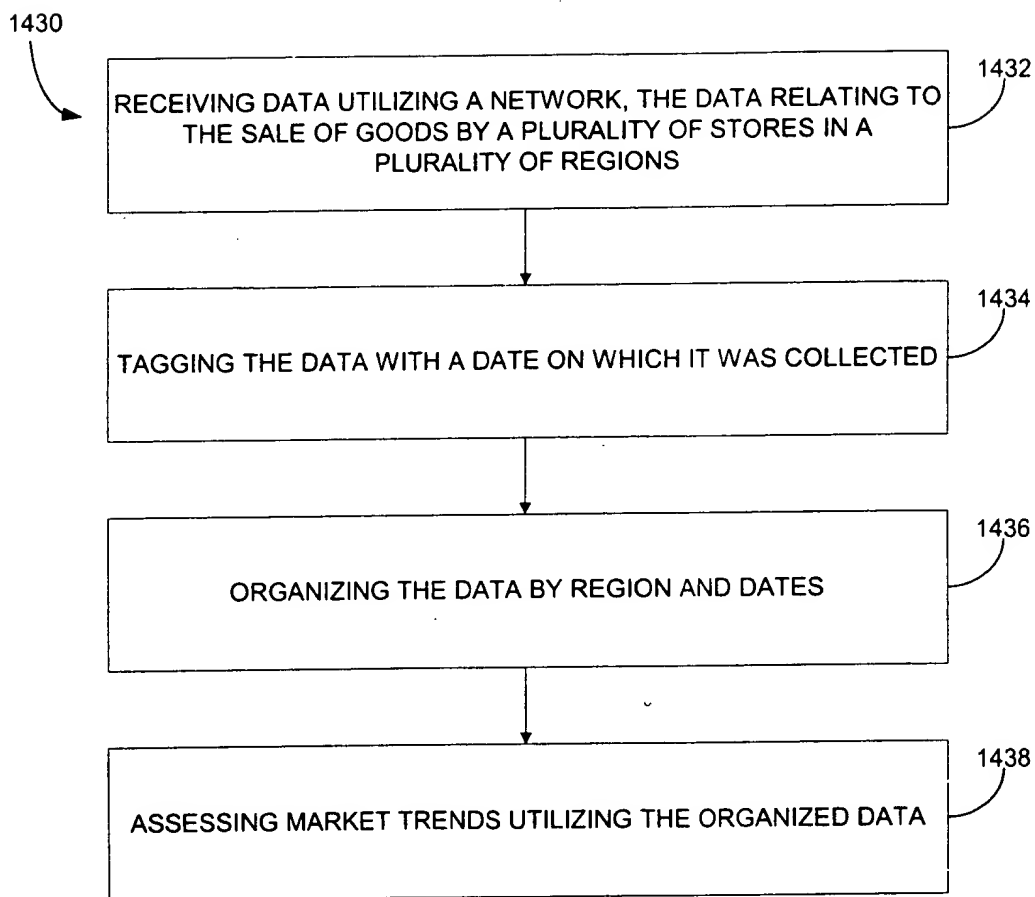 1430
1432
RECEIVING DATA UTILIZING A NETWORK, THE DATA RELATING TO
THE SALE OF GOODS BY A PLURALITY OF STORES IN A
PLURALITY OF REGIONS
1434
TAGGING THE DATA WITH A DATE ON WHICH IT WAS COLLECTED
1436
ORGANIZING THE DATA BY REGION AND DATES
1438
ASSESSING MARKET TRENDS UTILIZING THE ORGANIZED DATA